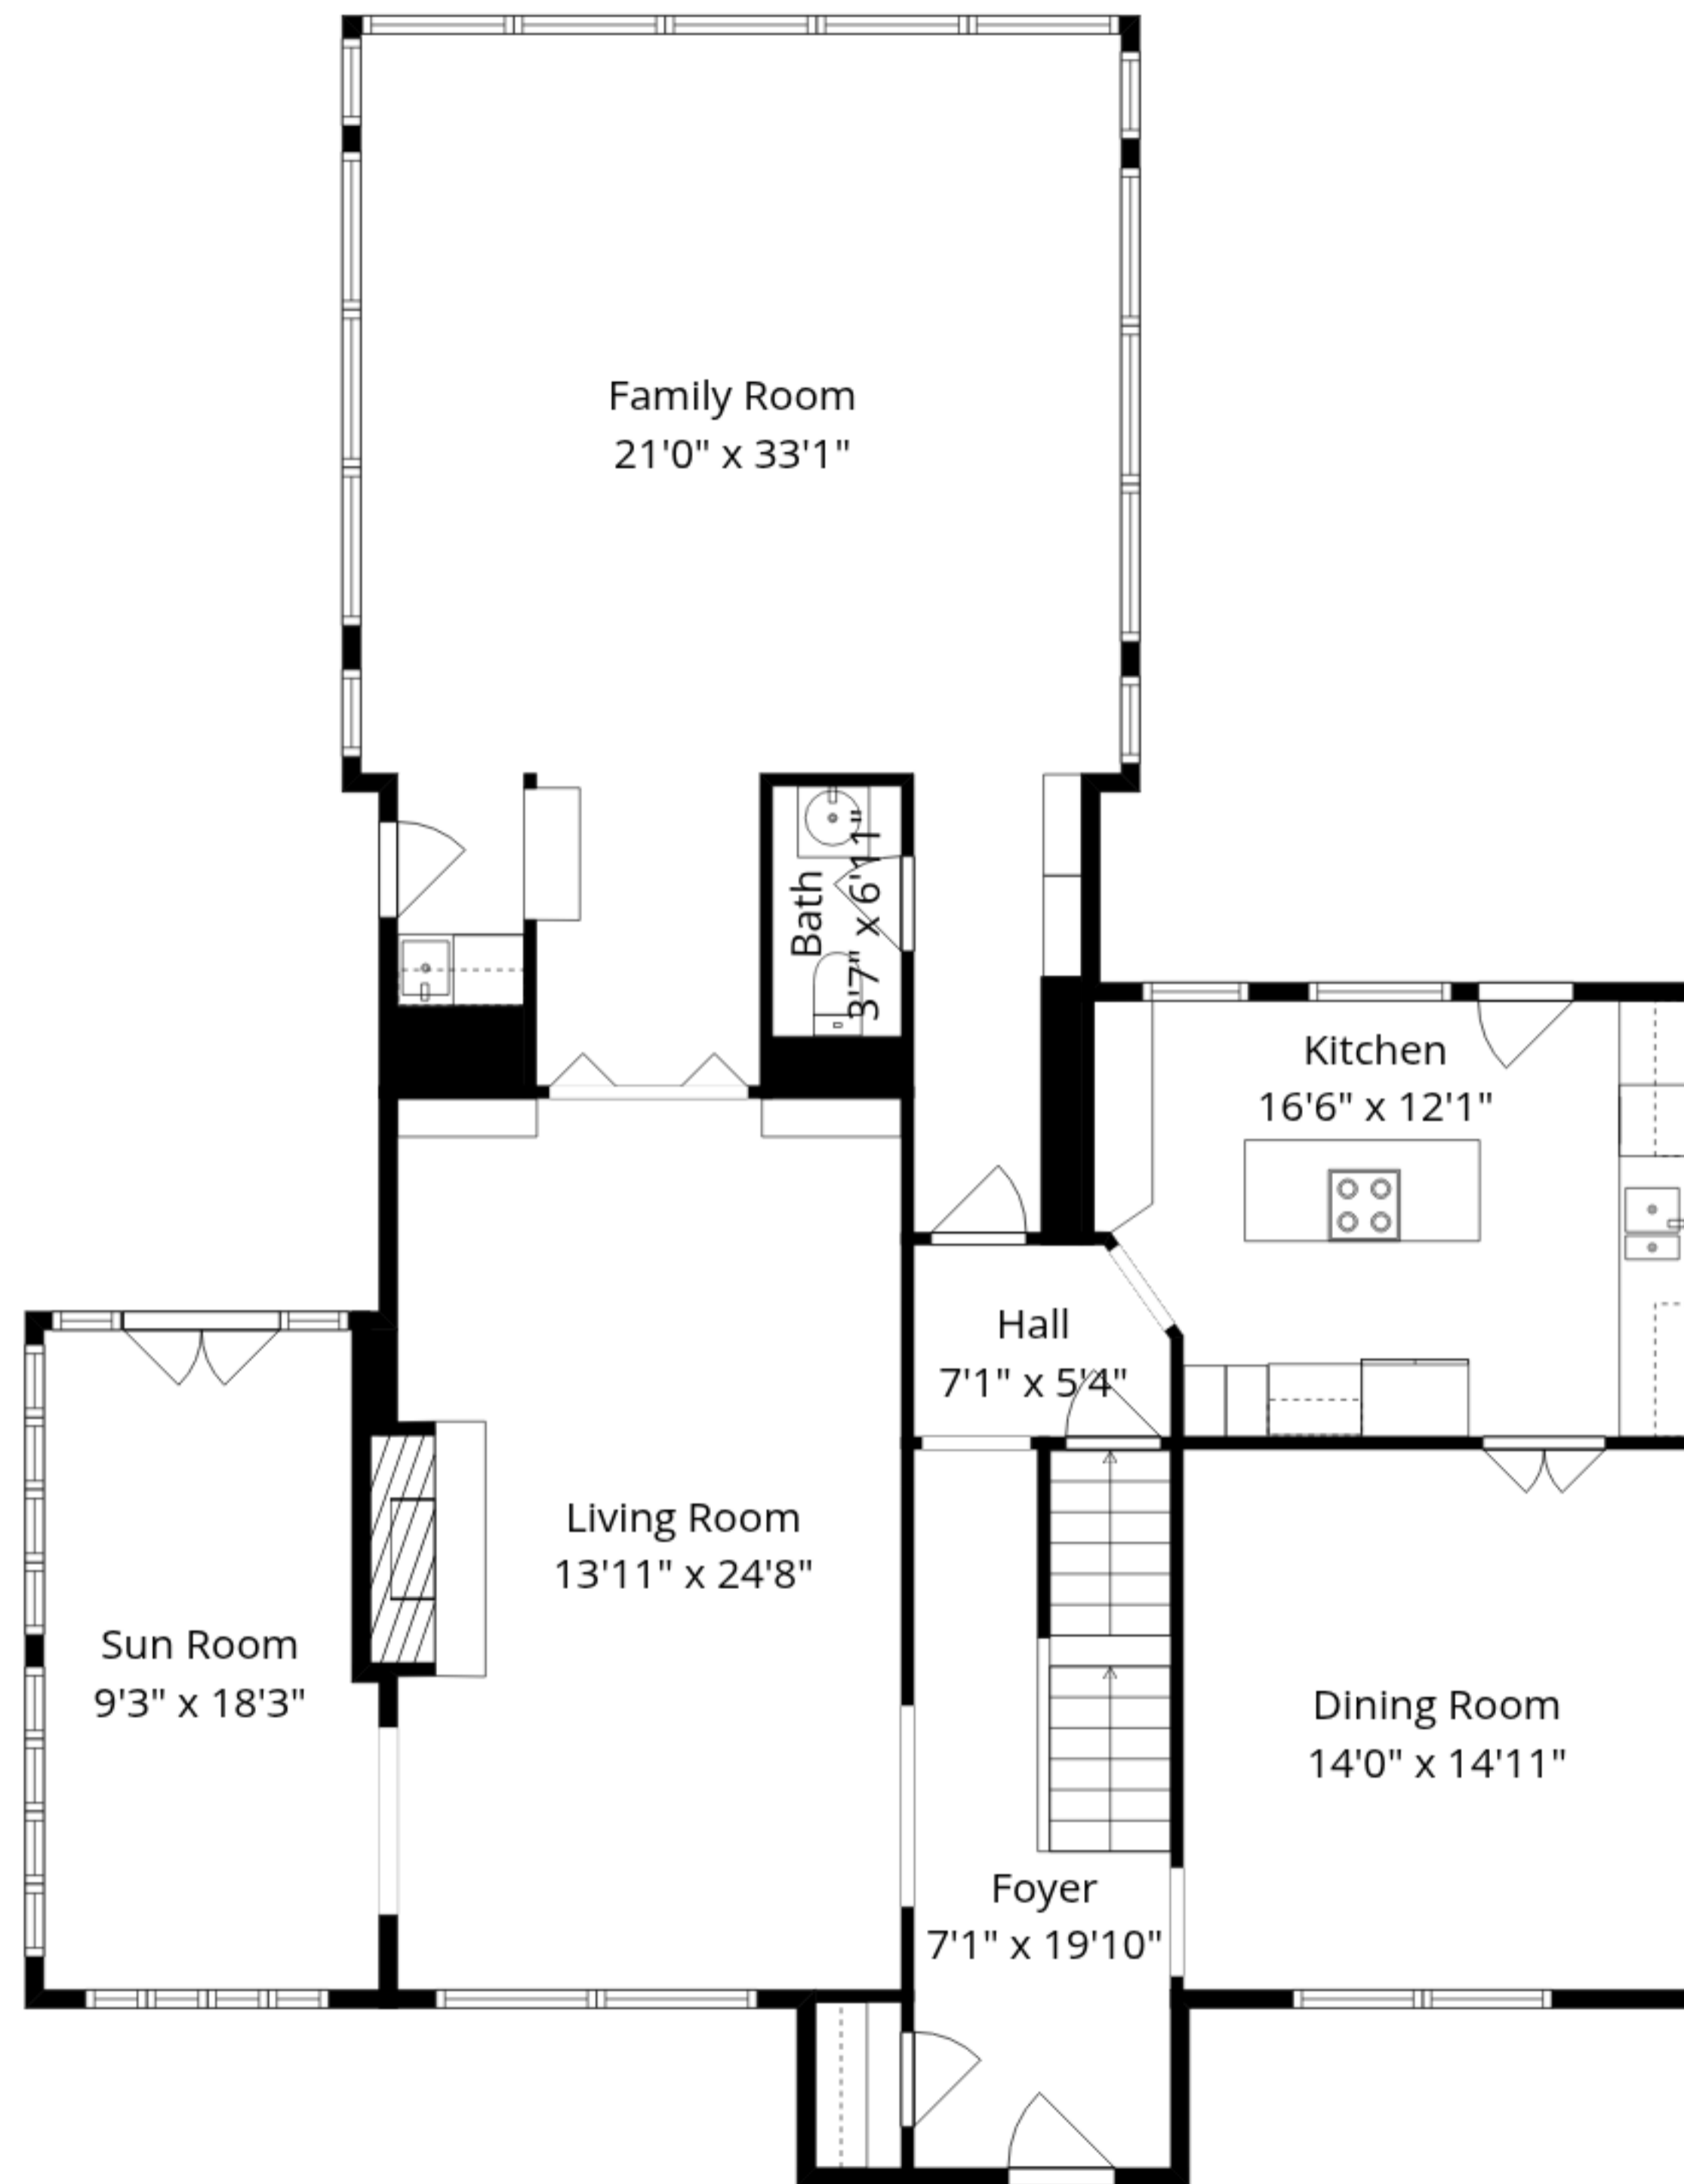 Family Room
21'0" x 33'1"
Bath
3'7" x 6'11"
Kitchen
16'6" x 12'1"
Hall
7'1" x 5'4"
Living Room
13'11" x 24'8"
Sun Room
9'3" x 18'3"
Dining Room
14'0" x 14'11"
Foyer
7'1" x 19'10"